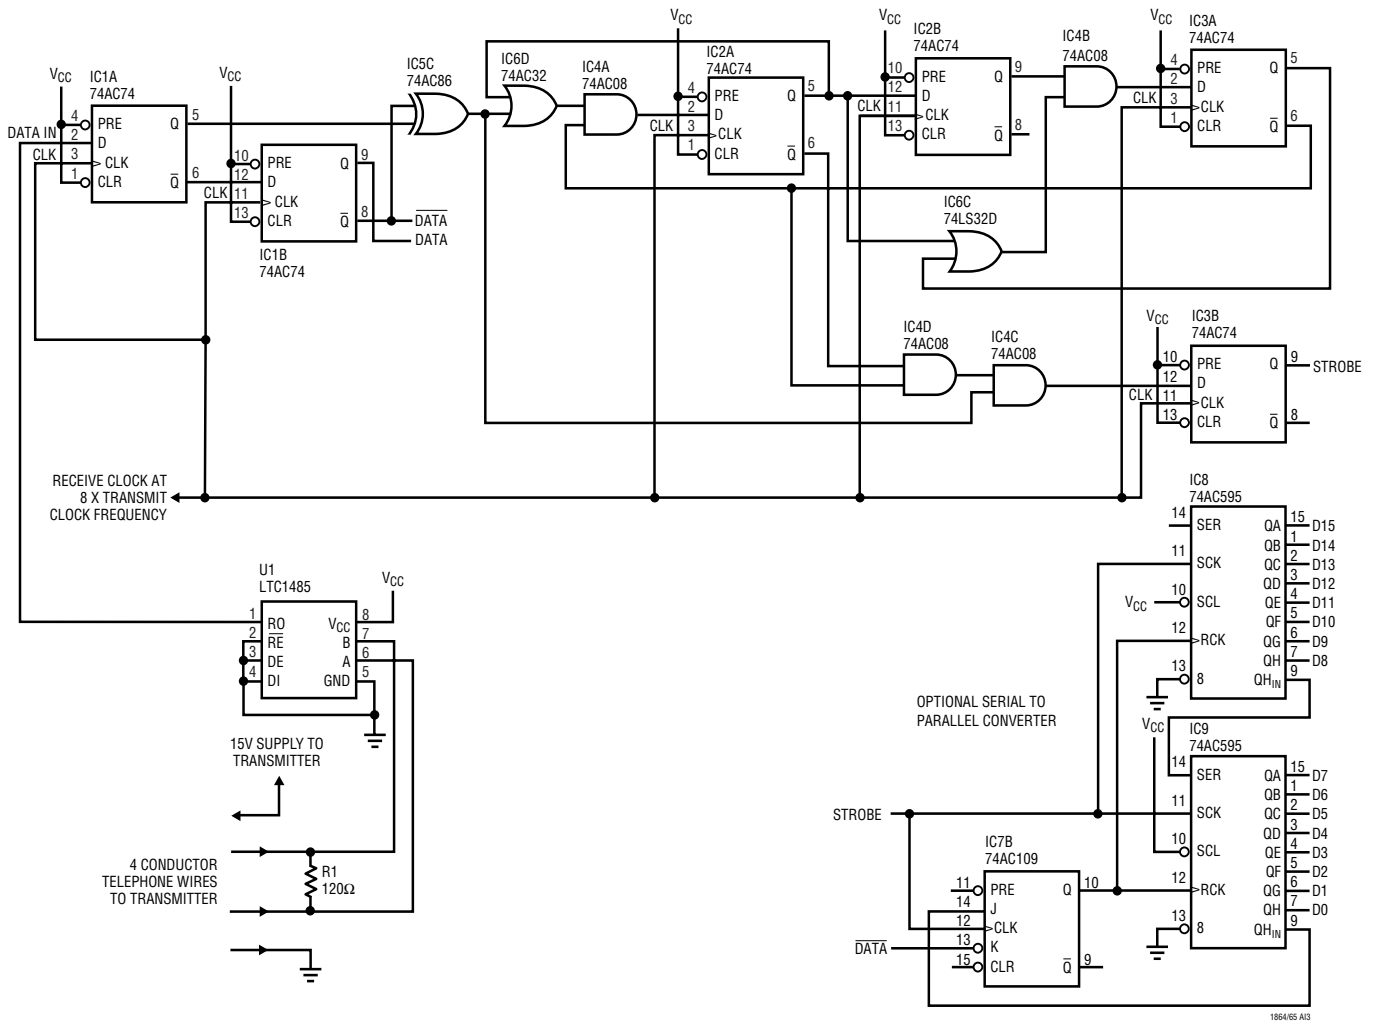 VCC
IC1A
74AC74
4
PRE
Q
5
DATA IN
2
D
CLK
3
CLK
1
CLR
Q̅
6
VCC
10
PRE
Q
9
12
D
CLK
11
CLK
13
CLR
Q̅
8
IC1B
74AC74
D̅A̅T̅A̅
DATA
IC5C
74AC86
IC6D
74AC32
IC4A
74AC08
VCC
IC2A
74AC74
4
PRE
Q
5
2
D
CLK
3
CLK
1
CLR
Q̅
6
VCC
IC2B
74AC74
10
PRE
Q
9
12
D
CLK
11
CLK
13
CLR
Q̅
8
IC4B
74AC08
VCC
IC3A
74AC74
4
PRE
Q
5
2
D
CLK
3
CLK
1
CLR
Q̅
6
IC6C
74LS32D
IC4D
74AC08
IC4C
74AC08
VCC
IC3B
74AC74
10
PRE
Q
9
STROBE
12
D
CLK
11
CLK
13
CLR
Q̅
8
RECEIVE CLOCK AT
8 X TRANSMIT
CLOCK FREQUENCY
U1
LTC1485
VCC
1
RO
VCC
8
2
R̅E̅
B
7
3
DE
A
6
4
DI
GND
5
15V SUPPLY TO
TRANSMITTER
4 CONDUCTOR
TELEPHONE WIRES
TO TRANSMITTER
R1
120Ω
IC8
74AC595
14
SER
QA
15
D15
QB
1
D14
11
SCK
QC
2
D13
QD
3
D12
VCC
10
SCL
QE
4
D11
QF
5
D10
12
RCK
QG
6
D9
QH
7
D8
13
8
QHIN
9
OPTIONAL SERIAL TO
PARALLEL CONVERTER
VCC
IC9
74AC595
14
SER
QA
15
D7
QB
1
D6
11
SCK
QC
2
D5
QD
3
D4
10
SCL
QE
4
D3
QF
5
D2
12
RCK
QG
6
D1
QH
7
D0
13
8
QHIN
9
STROBE
IC7B
74AC109
11
PRE
Q
10
14
J
12
CLK
D̅A̅T̅A̅
13
K
15
CLR
Q̅
9
1864/65 AI3